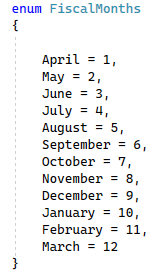 enum FiscalMonths
{
April = 1,
May = 2,
June = 3,
July = 4,
August = 5,
September = 6,
October = 7,
November = 8,
December = 9,
January = 10,
February = 11,
March = 12
}